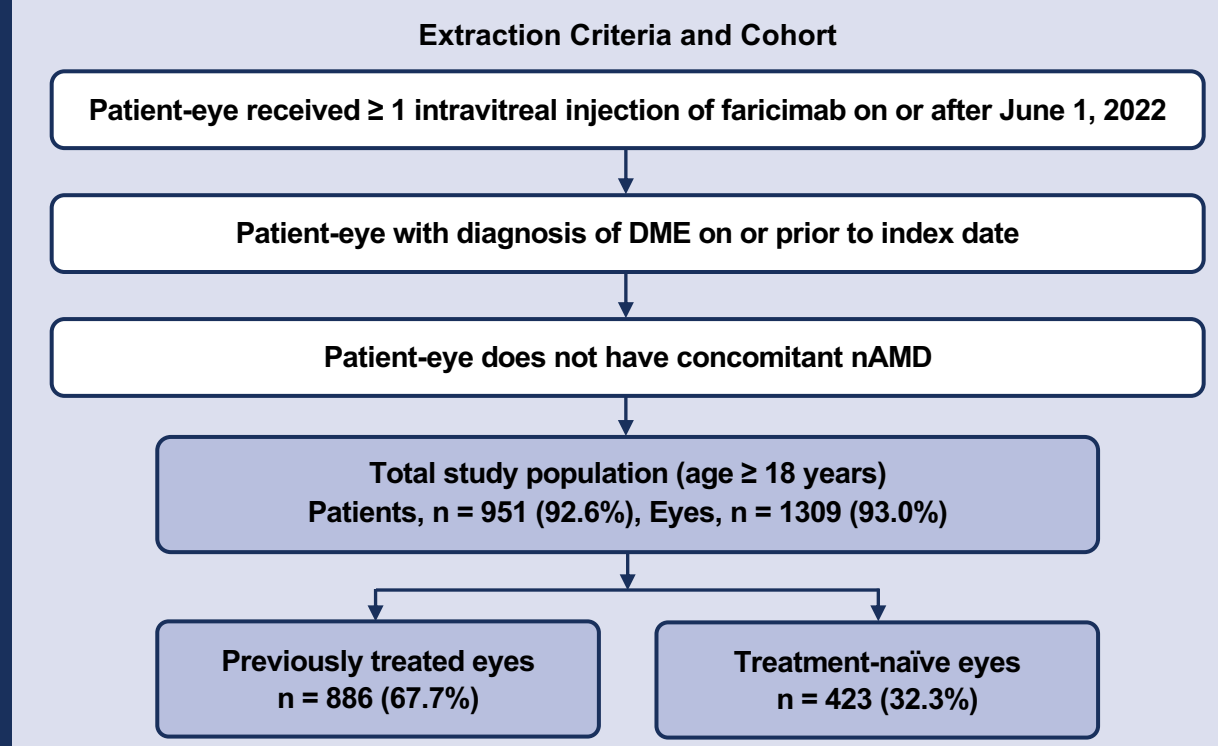 Extraction Criteria and Cohort
Patient-eye received ≥ 1 intravitreal injection of faricimab on or after June 1, 2022
Patient-eye with diagnosis of DME on or prior to index date
Patient-eye does not have concomitant nAMD
Total study population (age ≥ 18 years)
Patients, n = 951 (92.6%), Eyes, n = 1309 (93.0%)
Previously treated eyes
n = 886 (67.7%)
Treatment-naïve eyes
n = 423 (32.3%)